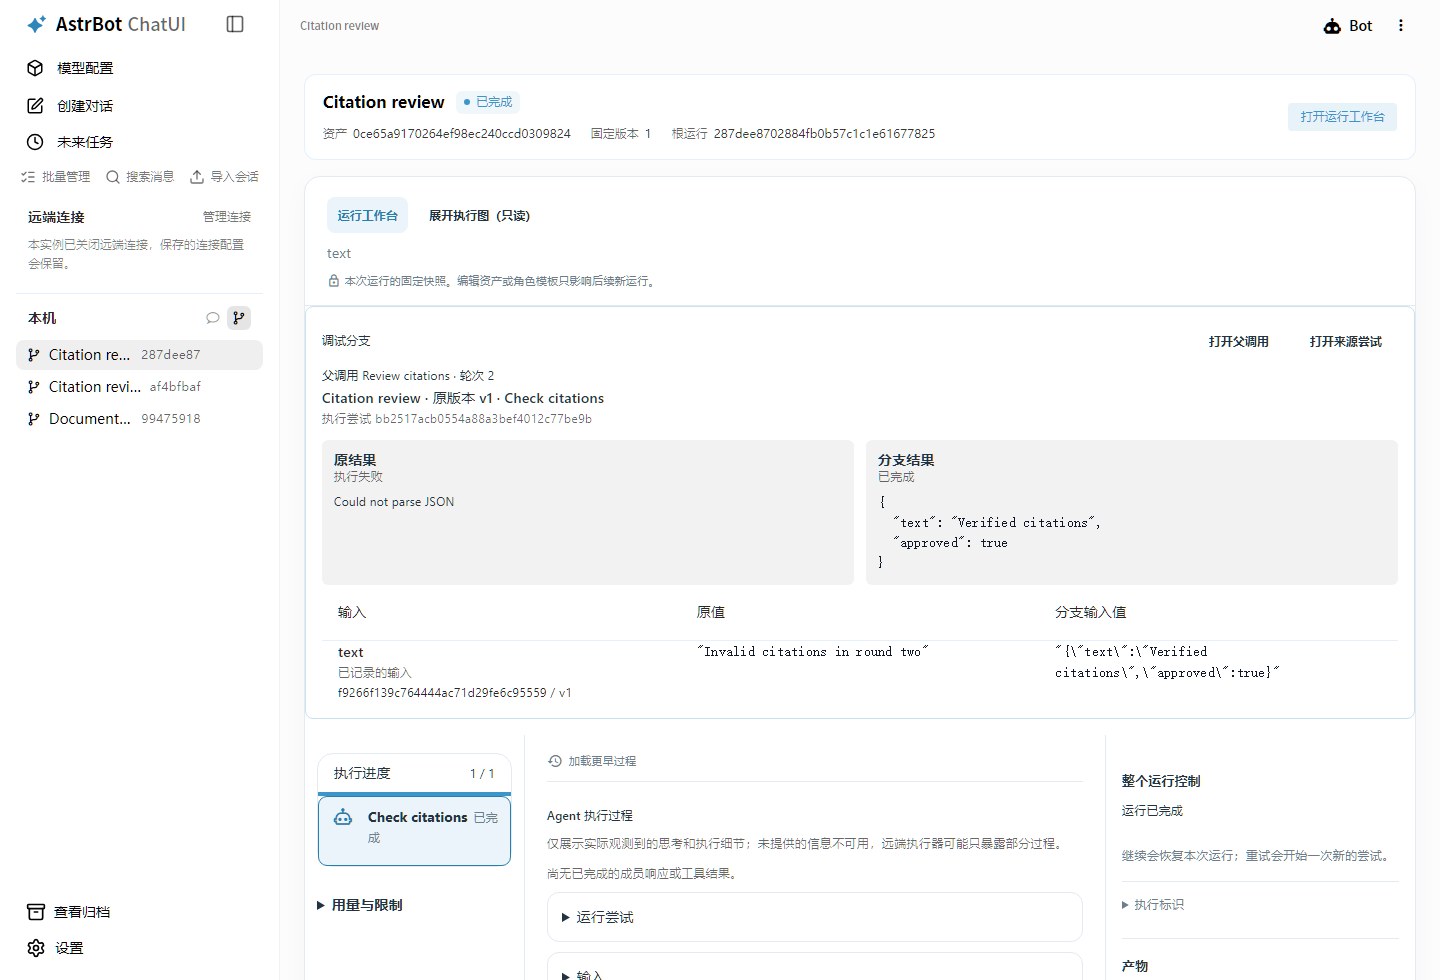 AstrBot ChatUI
模型配置
创建对话
未来任务
批量管理 搜索消息 导入会话
远端连接 管理连接
本实例已关闭远端连接，保存的连接配置
会保留。
本机
Citation re... 287dee87
Citation revi... af4bfbaf
Document... 99475918
查看归档
设置
Citation review
Bot
Citation review 已完成
资产 0ce65a9170264ef98ec240ccd0309824 固定版本 1 根运行 287dee8702884fb0b57c1c1e61677825
打开运行工作台
运行工作台 展开执行图（只读）
text
本次运行的固定快照。编辑资产或角色模板只影响后续新运行。
调试分支 打开父调用 打开来源尝试
父调用 Review citations · 轮次 2
Citation review · 原版本 v1 · Check citations
执行尝试 bb2517acb0554a88a3bef4012c77be9b
原结果
执行失败
Could not parse JSON
分支结果
已完成
{
"text": "Verified citations",
"approved": true
}
输入 原值 分支输入值
text
已记录的输入
f9266f139c764444ac71d29fe6c95559 / v1
"Invalid citations in round two"
"{\"text\":\"Verified
citations\",\"approved\":true}"
执行进度 1 / 1
Check citations 已完
成
用量与限制
加载更早过程
Agent 执行过程
仅展示实际观测到的思考和执行细节；未提供的信息不可用，远端执行器可能只暴露部分过程。
尚无已完成的成员响应或工具结果。
运行尝试
输入
整个运行控制
运行已完成
继续会恢复本次运行；重试会开始一次新的尝试。
执行标识
产物